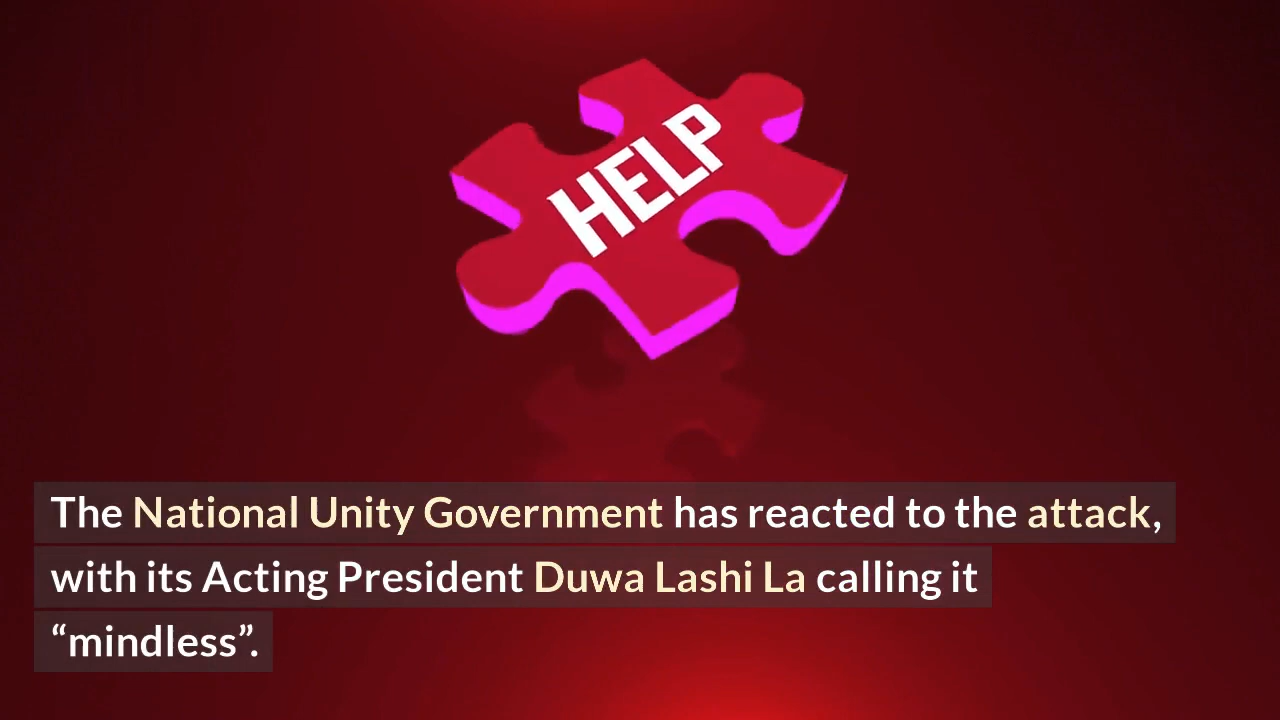 HELP
The National Unity Government has reacted to the attack,
with its Acting President Duwa Lashi La calling it
“mindless”.